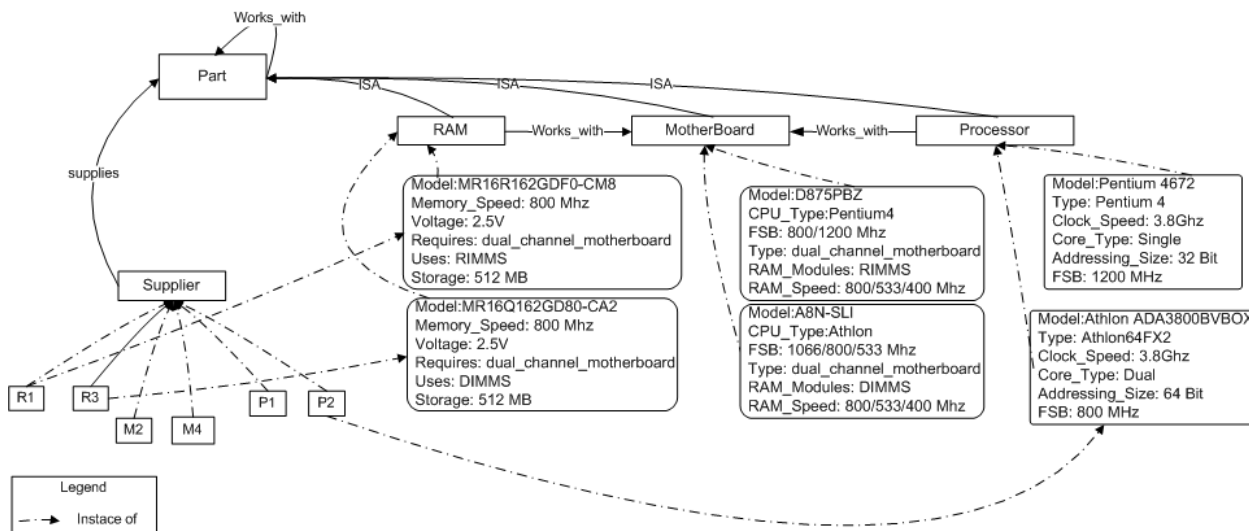 Works_with
Part
ISA
ISA
ISA
RAM
Works_with
MotherBoard
Works_with
Processor
supplies
Model:MR16R162GDF0-CM8
Memory_Speed: 800 Mhz
Voltage: 2.5V
Requires: dual_channel_motherboard
Uses: RIMMS
Storage: 512 MB
Model:D875PBZ
CPU_Type:Pentium4
FSB: 800/1200 Mhz
Type: dual_channel_motherboard
RAM_Modules: RIMMS
RAM_Speed: 800/533/400 Mhz
Model:Pentium 4672
Type: Pentium 4
Clock_Speed: 3.8Ghz
Core_Type: Single
Addressing_Size: 32 Bit
FSB: 1200 MHz
Supplier
Model:MR16Q162GD80-CA2
Memory_Speed: 800 Mhz
Voltage: 2.5V
Requires: dual_channel_motherboard
Uses: DIMMS
Storage: 512 MB
Model:A8N-SLI
CPU_Type:Athlon
FSB: 1066/800/533 Mhz
Type: dual_channel_motherboard
RAM_Modules: DIMMS
RAM_Speed: 800/533/400 Mhz
Model:Athlon ADA3800BVBOX
Type: Athlon64FX2
Clock_Speed: 3.8Ghz
Core_Type: Dual
Addressing_Size: 64 Bit
FSB: 800 MHz
R1
R3
P1
P2
M2
M4
Legend
Instace of